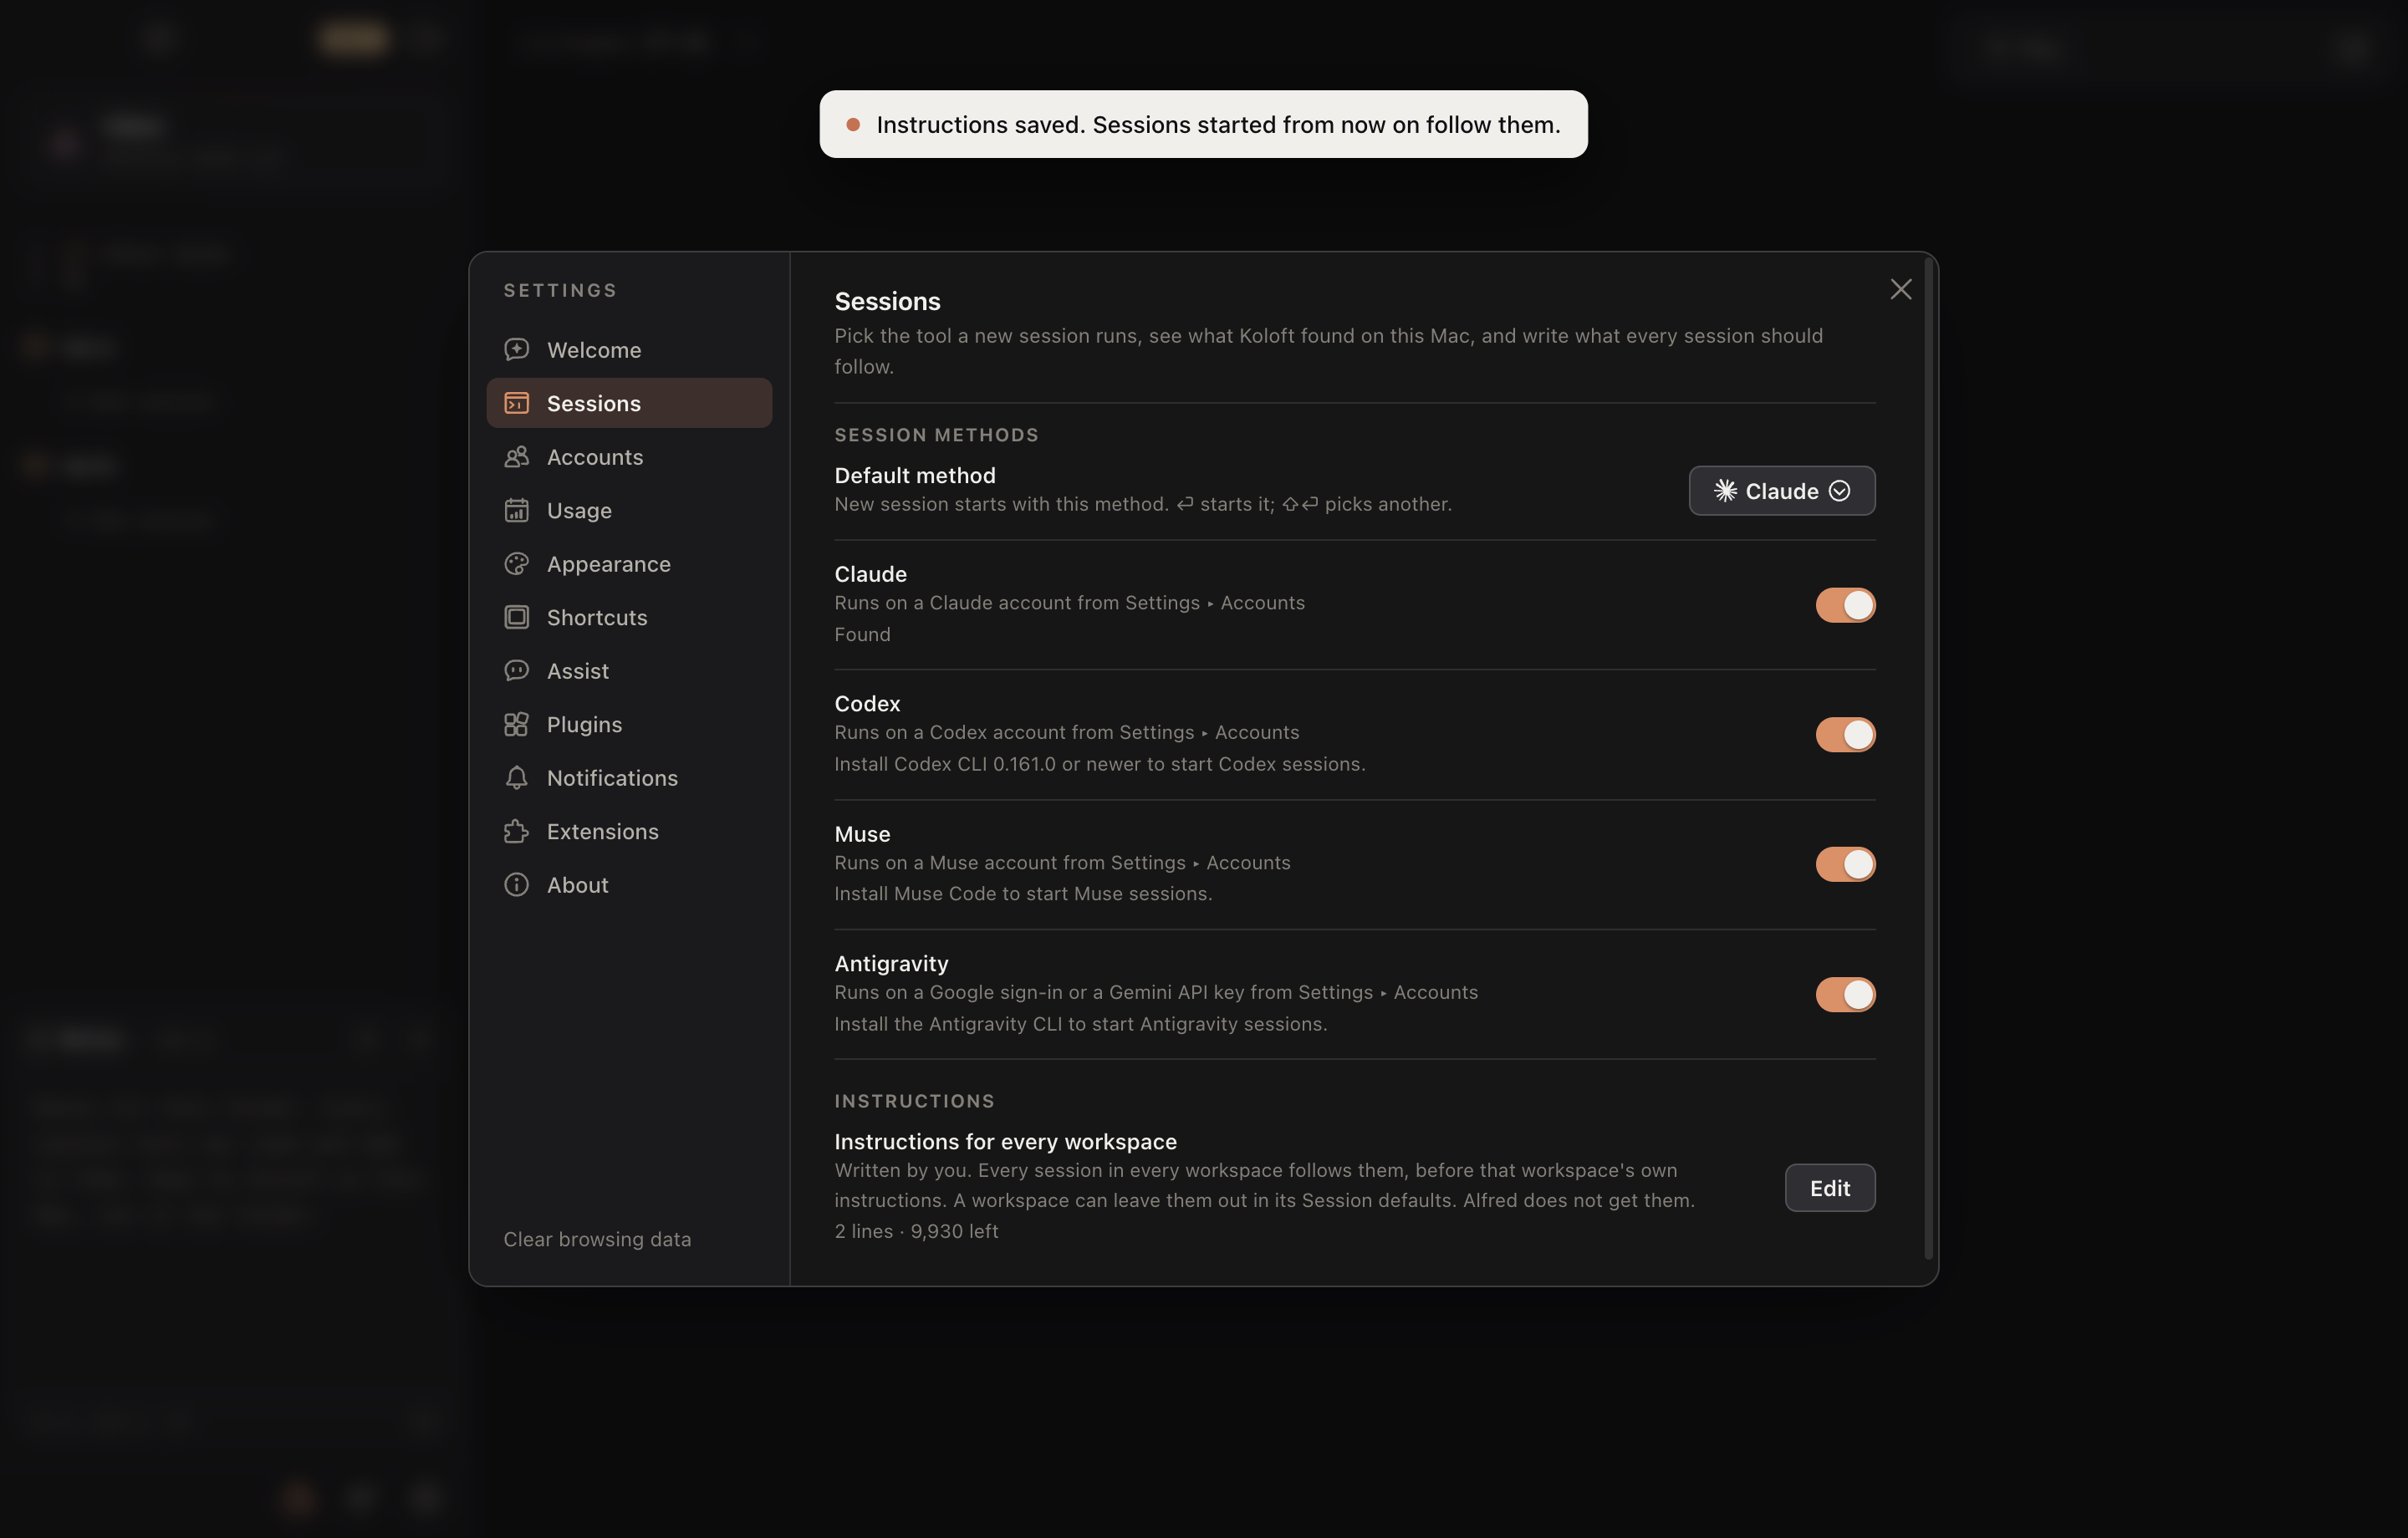 Instructions saved. Sessions started from now on follow them.
SETTINGS
Welcome
Sessions
Accounts
Usage
Appearance
Shortcuts
Assist
Plugins
Notifications
Extensions
About
Clear browsing data
Sessions
Pick the tool a new session runs, see what Koloft found on this Mac, and write what every session should
follow.
SESSION METHODS
Default method
New session starts with this method. ⏎ starts it; ⇧⏎ picks another.
Claude
Claude
Runs on a Claude account from Settings ▸ Accounts
Found
Codex
Runs on a Codex account from Settings ▸ Accounts
Install Codex CLI 0.161.0 or newer to start Codex sessions.
Muse
Runs on a Muse account from Settings ▸ Accounts
Install Muse Code to start Muse sessions.
Antigravity
Runs on a Google sign-in or a Gemini API key from Settings ▸ Accounts
Install the Antigravity CLI to start Antigravity sessions.
INSTRUCTIONS
Instructions for every workspace
Written by you. Every session in every workspace follows them, before that workspace's own
instructions. A workspace can leave them out in its Session defaults. Alfred does not get them.
2 lines · 9,930 left
Edit